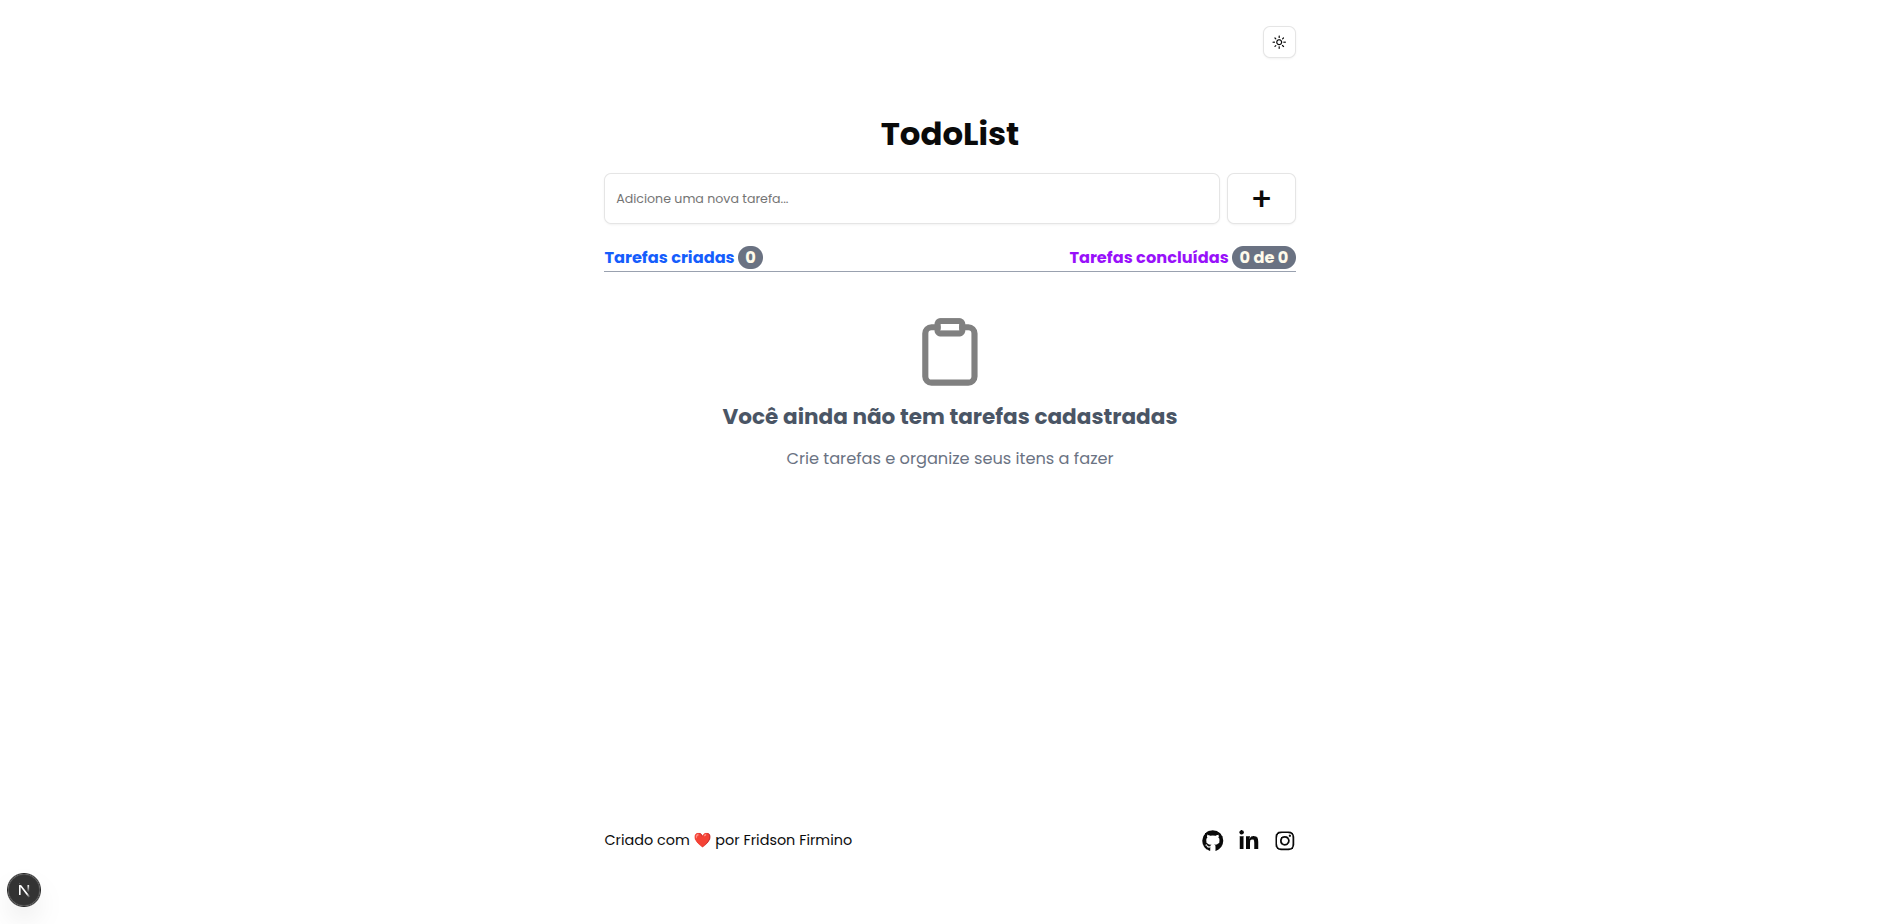 TodoList
Adicione uma nova tarefa...
Tarefas criadas 0
Tarefas concluídas 0 de 0
Você ainda não tem tarefas cadastradas
Crie tarefas e organize seus itens a fazer
Criado com ❤️ por Fridson Firmino
in
N